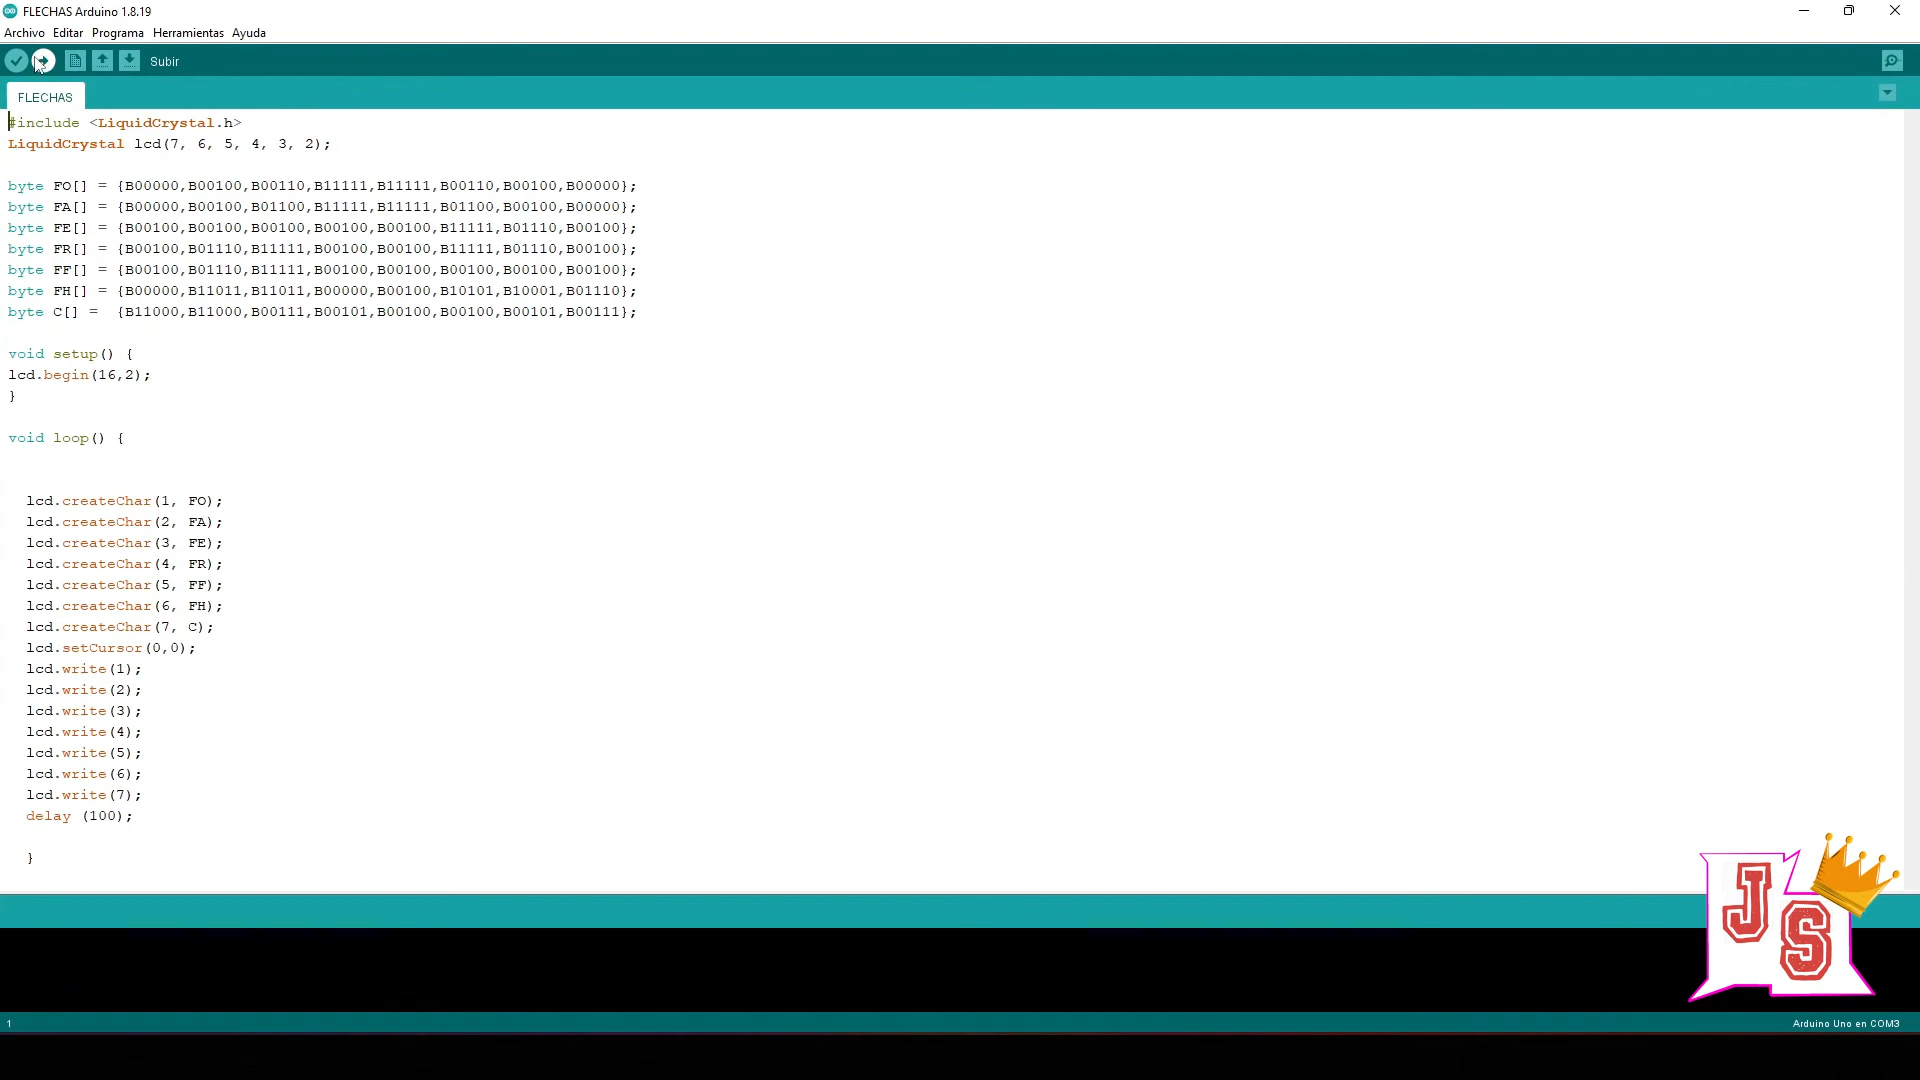 FLECHAS Arduino 1.8.19
Archivo Editar Programa Herramientas Ayuda
Subir
FLECHAS
#include <LiquidCrystal.h>
LiquidCrystal lcd(7, 6, 5, 4, 3, 2);
byte FO[] = {B00000,B00100,B00110,B11111,B11111,B00110,B00100,B00000};
byte FA[] = {B00000,B00100,B01100,B11111,B11111,B01100,B00100,B00000};
byte FE[] = {B00100,B00100,B00100,B00100,B00100,B11111,B01110,B00100};
byte FR[] = {B00100,B01110,B11111,B00100,B00100,B11111,B01110,B00100};
byte FF[] = {B00100,B01110,B11111,B00100,B00100,B00100,B00100,B00100};
byte FH[] = {B00000,B11011,B11011,B00000,B00100,B10101,B10001,B01110};
byte C[] =  {B11000,B11000,B00111,B00101,B00100,B00100,B00101,B00111};
void setup() {
lcd.begin(16,2);
}
void loop() {
lcd.createChar(1, FO);
lcd.createChar(2, FA);
lcd.createChar(3, FE);
lcd.createChar(4, FR);
lcd.createChar(5, FF);
lcd.createChar(6, FH);
lcd.createChar(7, C);
lcd.setCursor(0,0);
lcd.write(1);
lcd.write(2);
lcd.write(3);
lcd.write(4);
lcd.write(5);
lcd.write(6);
lcd.write(7);
delay (100);
}
J
S
1
Arduino Uno en COM3